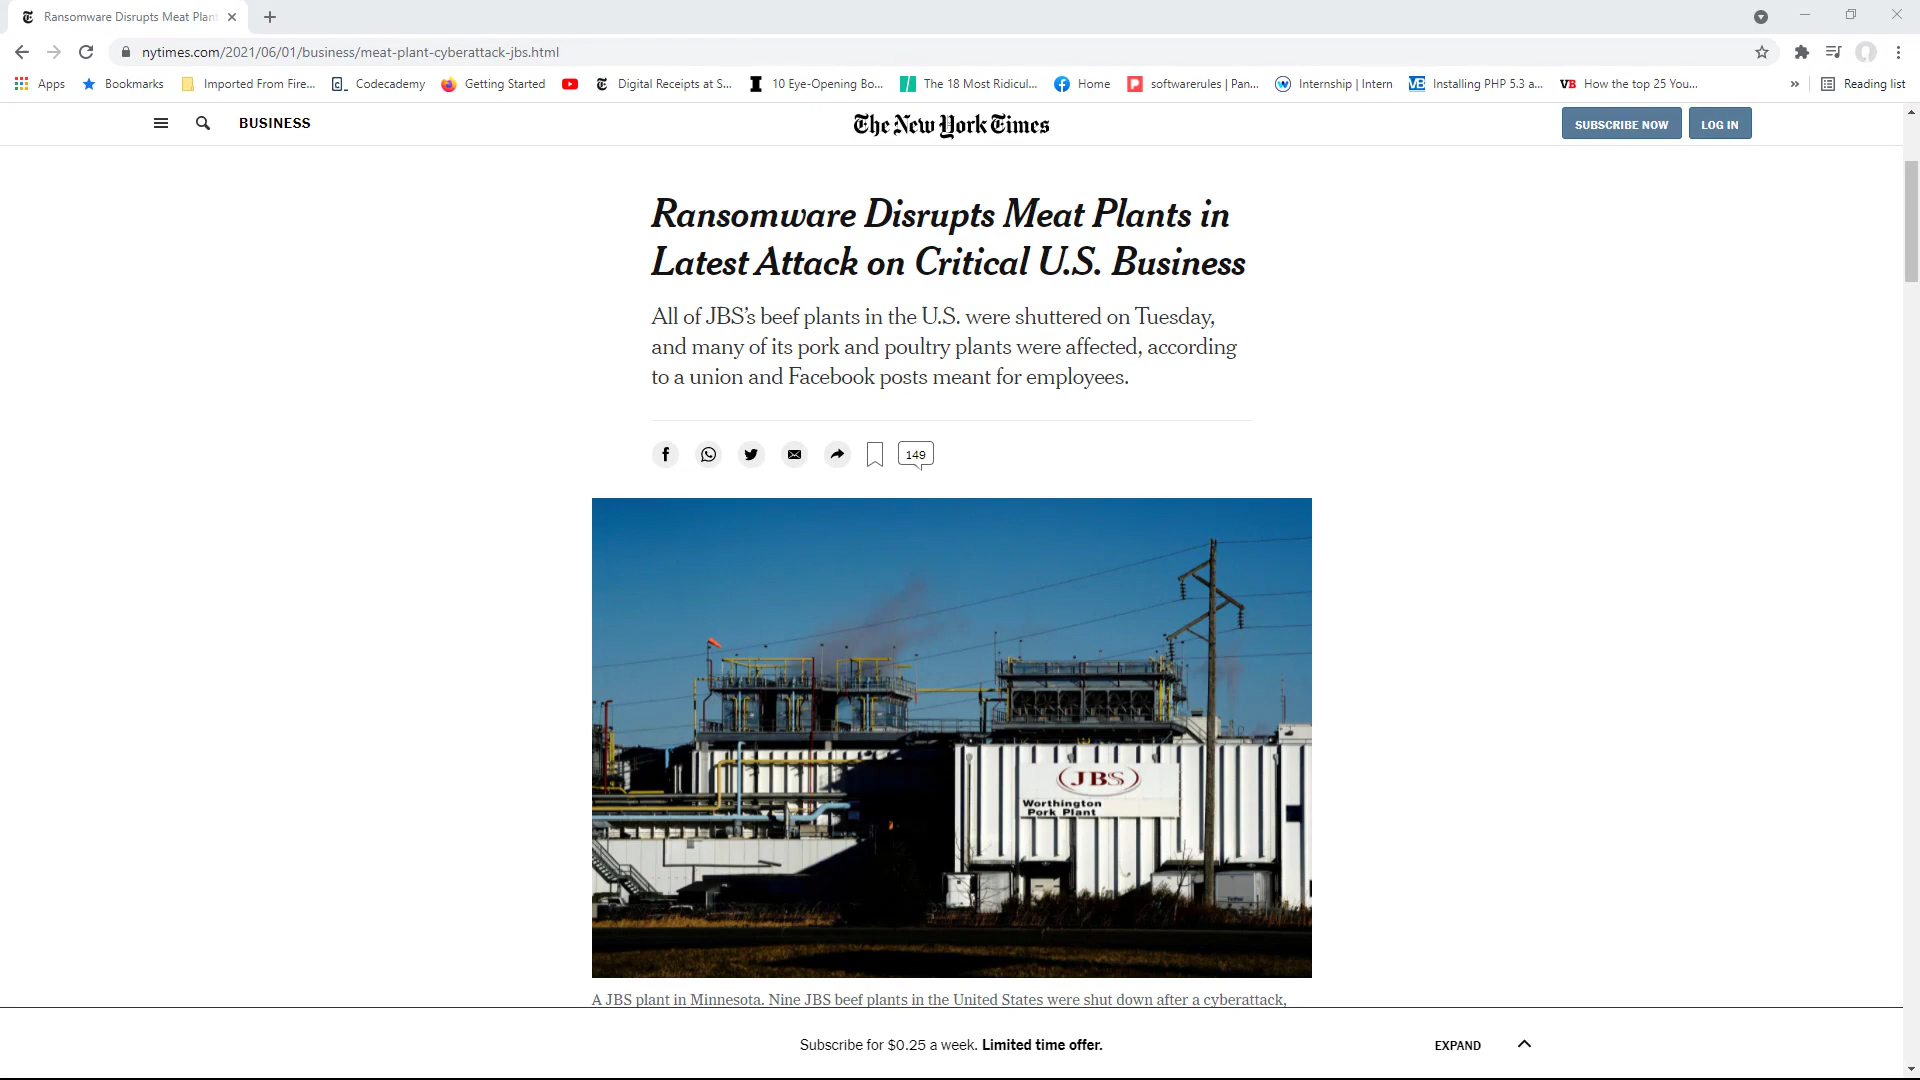 Ransomware Disrupts Meat Plant
nytimes.com/2021/06/01/business/meat-plant-cyberattack-jbs.html
Apps Bookmarks Imported From Fire... Codecademy Getting Started Digital Receipts at S... 10 Eye-Opening Bo... The 18 Most Ridicul... Home softwarerules | Pan... Internship | Intern Installing PHP 5.3 a... VB How the top 25 You... » Reading list
BUSINESS The New York Times SUBSCRIBE NOW LOG IN
Ransomware Disrupts Meat Plants in
Latest Attack on Critical U.S. Business
All of JBS’s beef plants in the U.S. were shuttered on Tuesday,
and many of its pork and poultry plants were affected, according
to a union and Facebook posts meant for employees.
149
JBS
Worthington
Pork Plant
A JBS plant in Minnesota. Nine JBS beef plants in the United States were shut down after a cyberattack,
Subscribe for $0.25 a week. Limited time offer. EXPAND